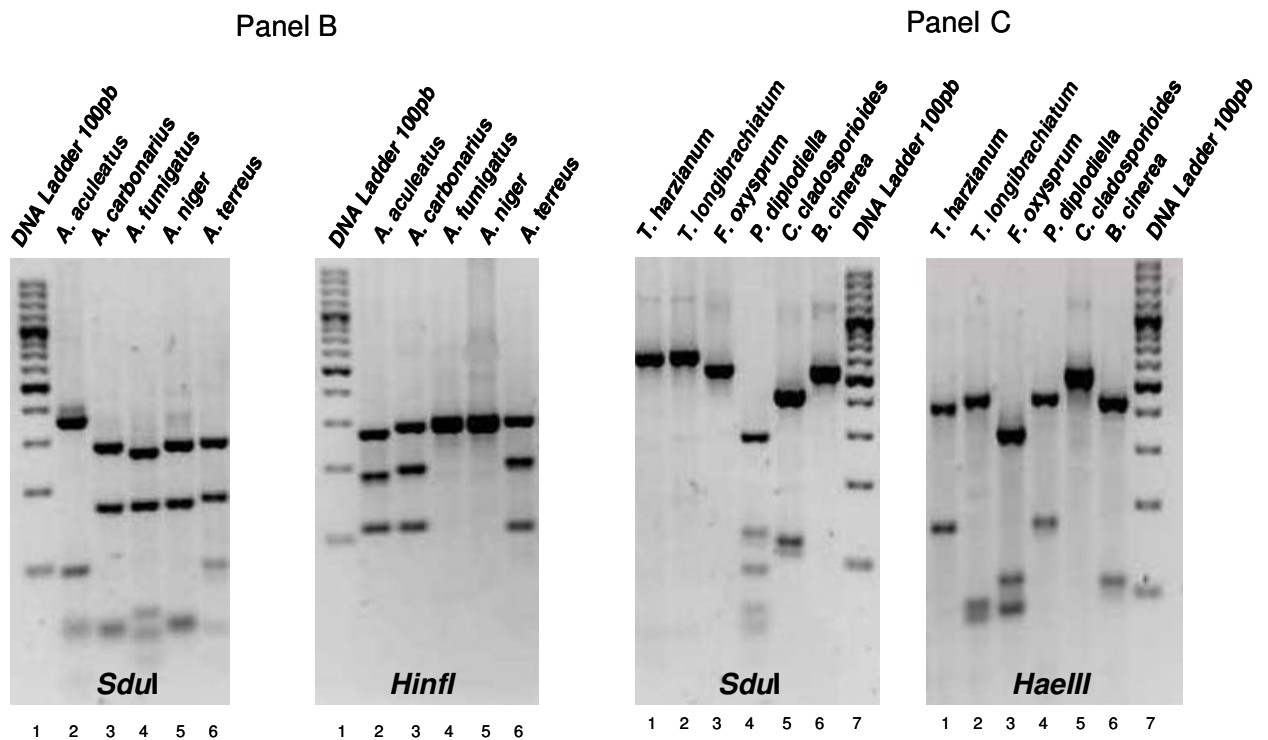 Panel B
Panel C
DNA Ladder 100pb
A. aculeatus
A. carbonarius
A. fumigatus
A. niger
A. terreus
DNA Ladder 100pb
A. aculeatus
A. carbonarius
A. fumigatus
A. niger
A. terreus
T. harzianum
T. longibrachiatum
F. oxysprum
P. diplodiella
C. cladosporioides
B. cinerea
DNA Ladder 100pb
T. harzianum
T. longibrachiatum
F. oxysprum
P. diplodiella
C. cladosporioides
B. cinerea
DNA Ladder 100pb
SduI
HinfI
SduI
HaeIII
1 2 3 4 5 6
1 2 3 4 5 6
1 2 3 4 5 6 7
1 2 3 4 5 6 7